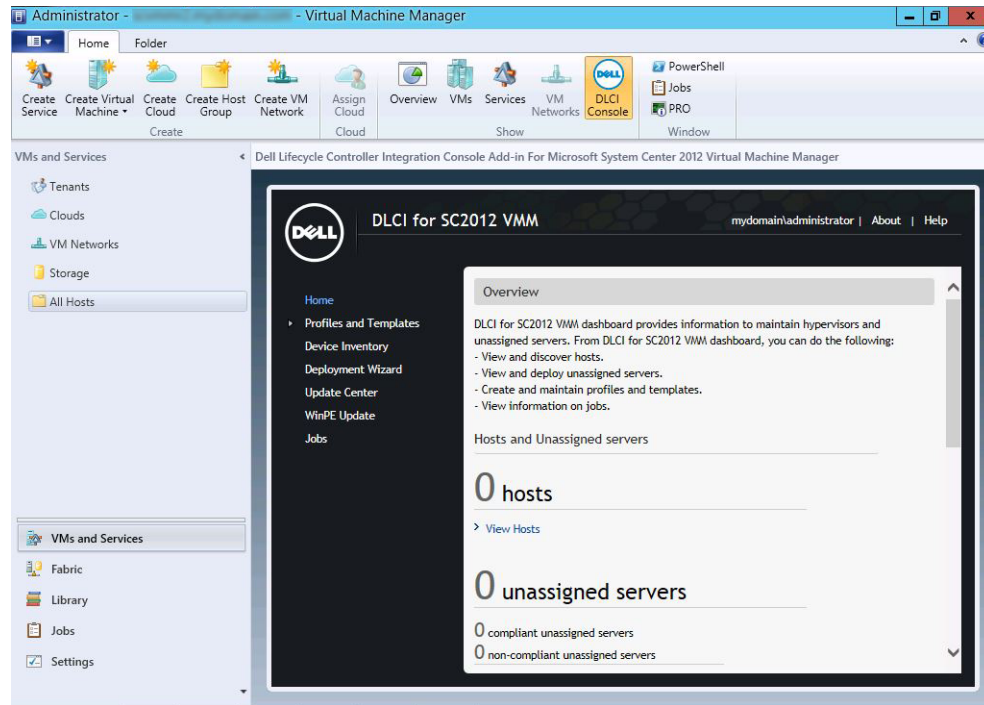 Administrator - - Virtual Machine Manager
Home Folder
Create Service
Create Virtual Machine
Create Cloud
Create Host Group
Create VM Network
Assign Cloud
Overview
VMs
Services
VM Networks
DELL
DLCI Console
PowerShell
Jobs
PRO
Create Cloud Show Window
VMs and Services
Tenants
Clouds
VM Networks
Storage
All Hosts
VMs and Services
Fabric
Library
Jobs
Settings
Dell Lifecycle Controller Integration Console Add-in For Microsoft System Center 2012 Virtual Machine Manager
DELL
DLCI for SC2012 VMM
mydomain\administrator | About | Help
Home
Profiles and Templates
Device Inventory
Deployment Wizard
Update Center
WinPE Update
Jobs
Overview
DLCI for SC2012 VMM dashboard provides information to maintain hypervisors and
unassigned servers. From DLCI for SC2012 VMM dashboard, you can do the following:
- View and discover hosts.
- View and deploy unassigned servers.
- Create and maintain profiles and templates.
- View information on jobs.
Hosts and Unassigned servers
0 hosts
View Hosts
0 unassigned servers
0 compliant unassigned servers
0 non-compliant unassigned servers